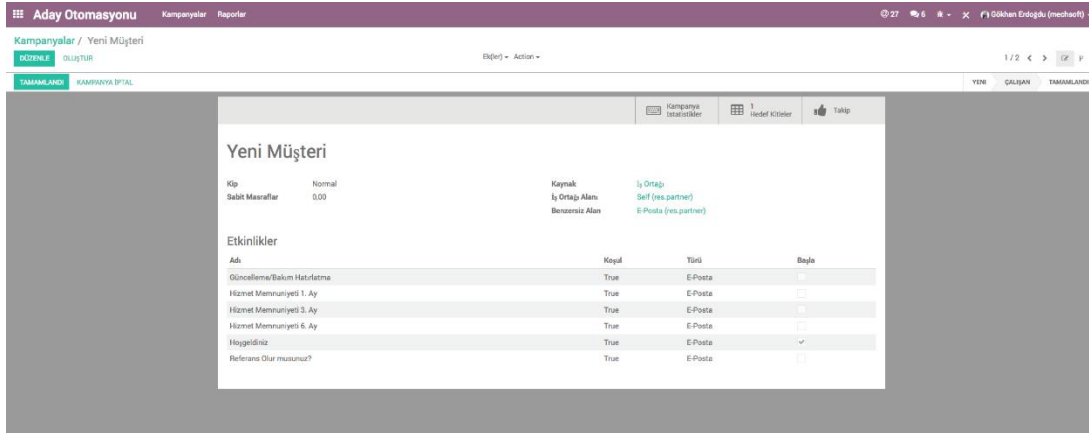 Aday Otomasyonu Kampanyalar Raporlar 27 6 Gökhan Erdoğdu (mechsoft)
Kampanyalar / Yeni Müşteri
DÜZENLE OLUŞTUR Ek(ler) Action 1 / 2
TAMAMLANDI KAMPANYA İPTAL YENI ÇALIŞAN TAMAMLANDI
Kampanya İstatistikler 1 Hedef Kitleler Takip
Yeni Müşteri
Kip Normal Kaynak İş Ortağı
Sabit Masraflar 0,00 İş Ortağı Alanı Self (res.partner)
Benzersiz Alan E-Posta (res.partner)
Etkinlikler
Adı Koşul Türü Başla
Güncelleme/Bakım Hatırlatma True E-Posta
Hizmet Memnuniyeti 1. Ay True E-Posta
Hizmet Memnuniyeti 3. Ay True E-Posta
Hizmet Memnuniyeti 6. Ay True E-Posta
Hoşgeldiniz True E-Posta
Referans Olur musunuz? True E-Posta